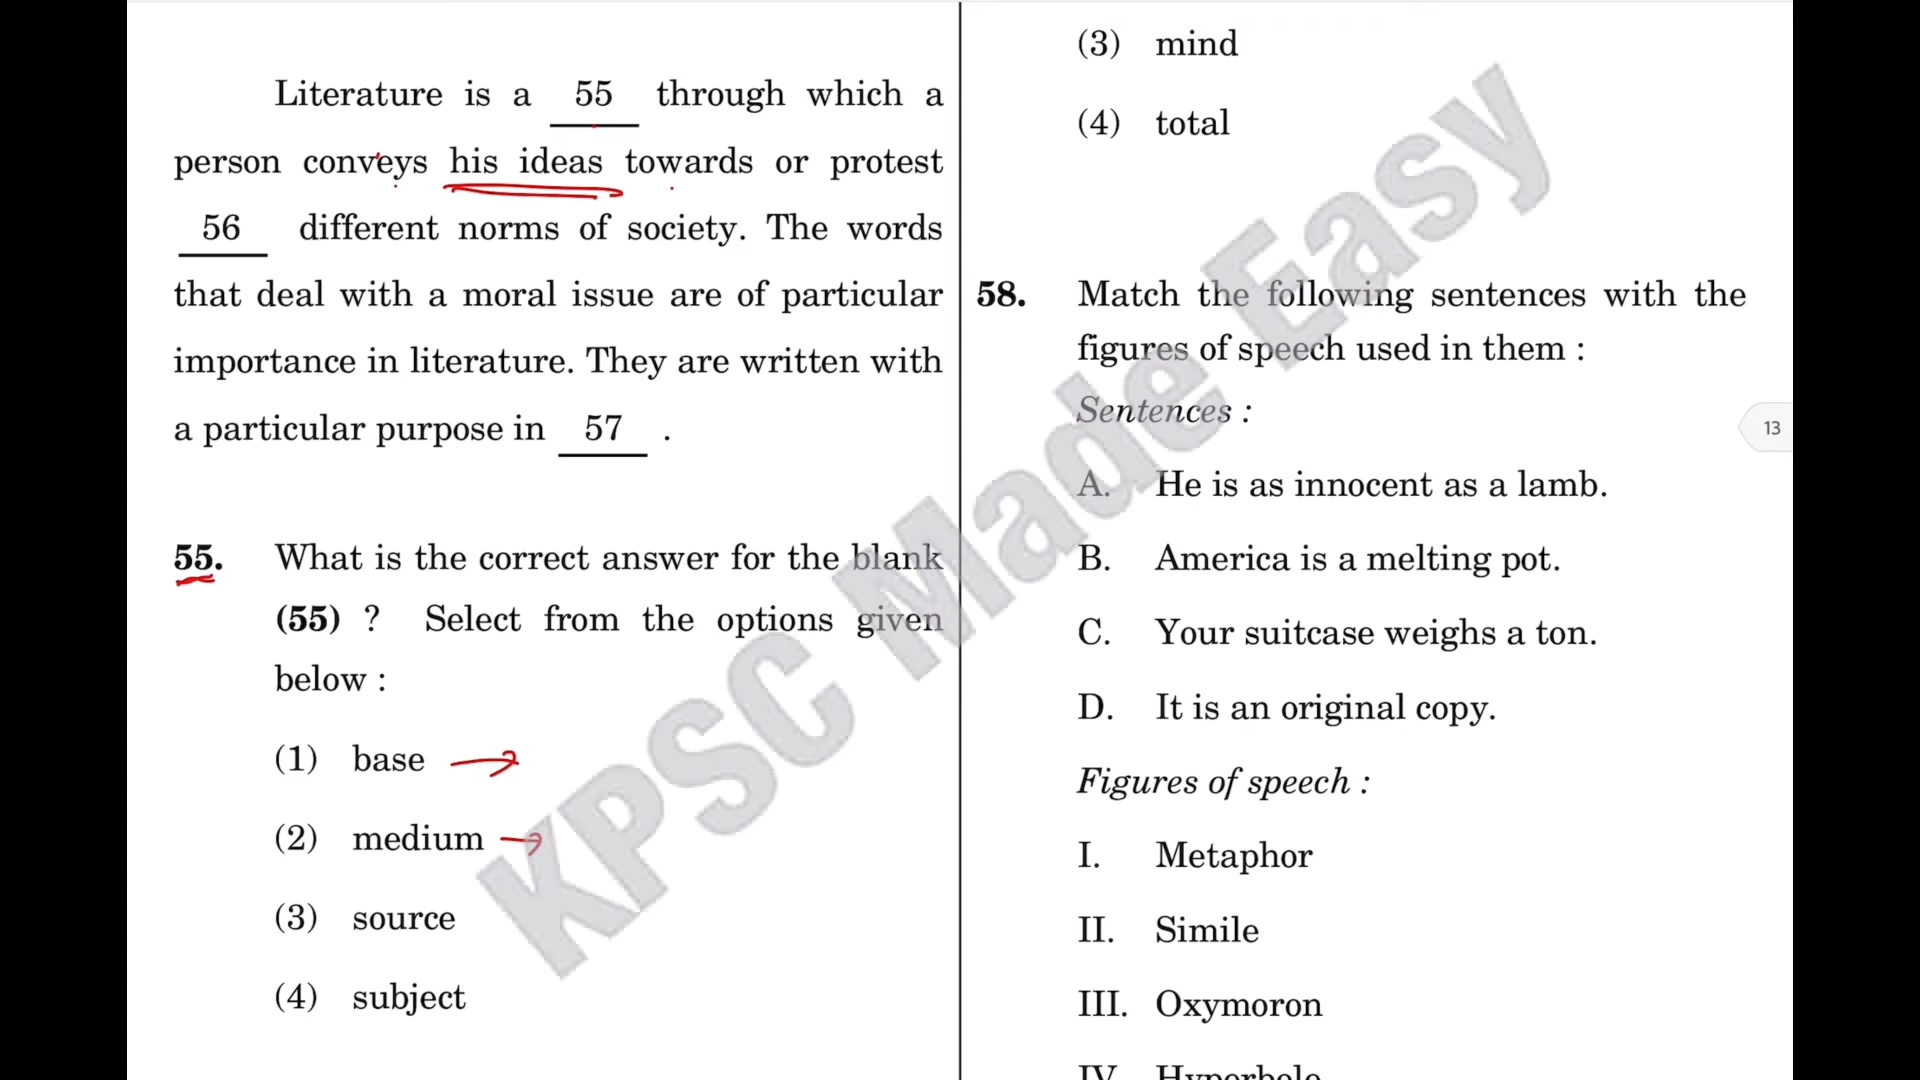 Literature is a 55 through which a
person conveys his ideas towards or protest
56 different norms of society. The words
that deal with a moral issue are of particular
importance in literature. They are written with
a particular purpose in 57 .
55. What is the correct answer for the blank
(55) ? Select from the options given
below :
(1) base
(2) medium
(3) source
(4) subject
(3) mind
(4) total
58. Match the following sentences with the
figures of speech used in them :
Sentences :
A. He is as innocent as a lamb.
B. America is a melting pot.
C. Your suitcase weighs a ton.
D. It is an original copy.
Figures of speech :
I. Metaphor
II. Simile
III. Oxymoron
IV. Hyperbole
13
KPSC Made Easy